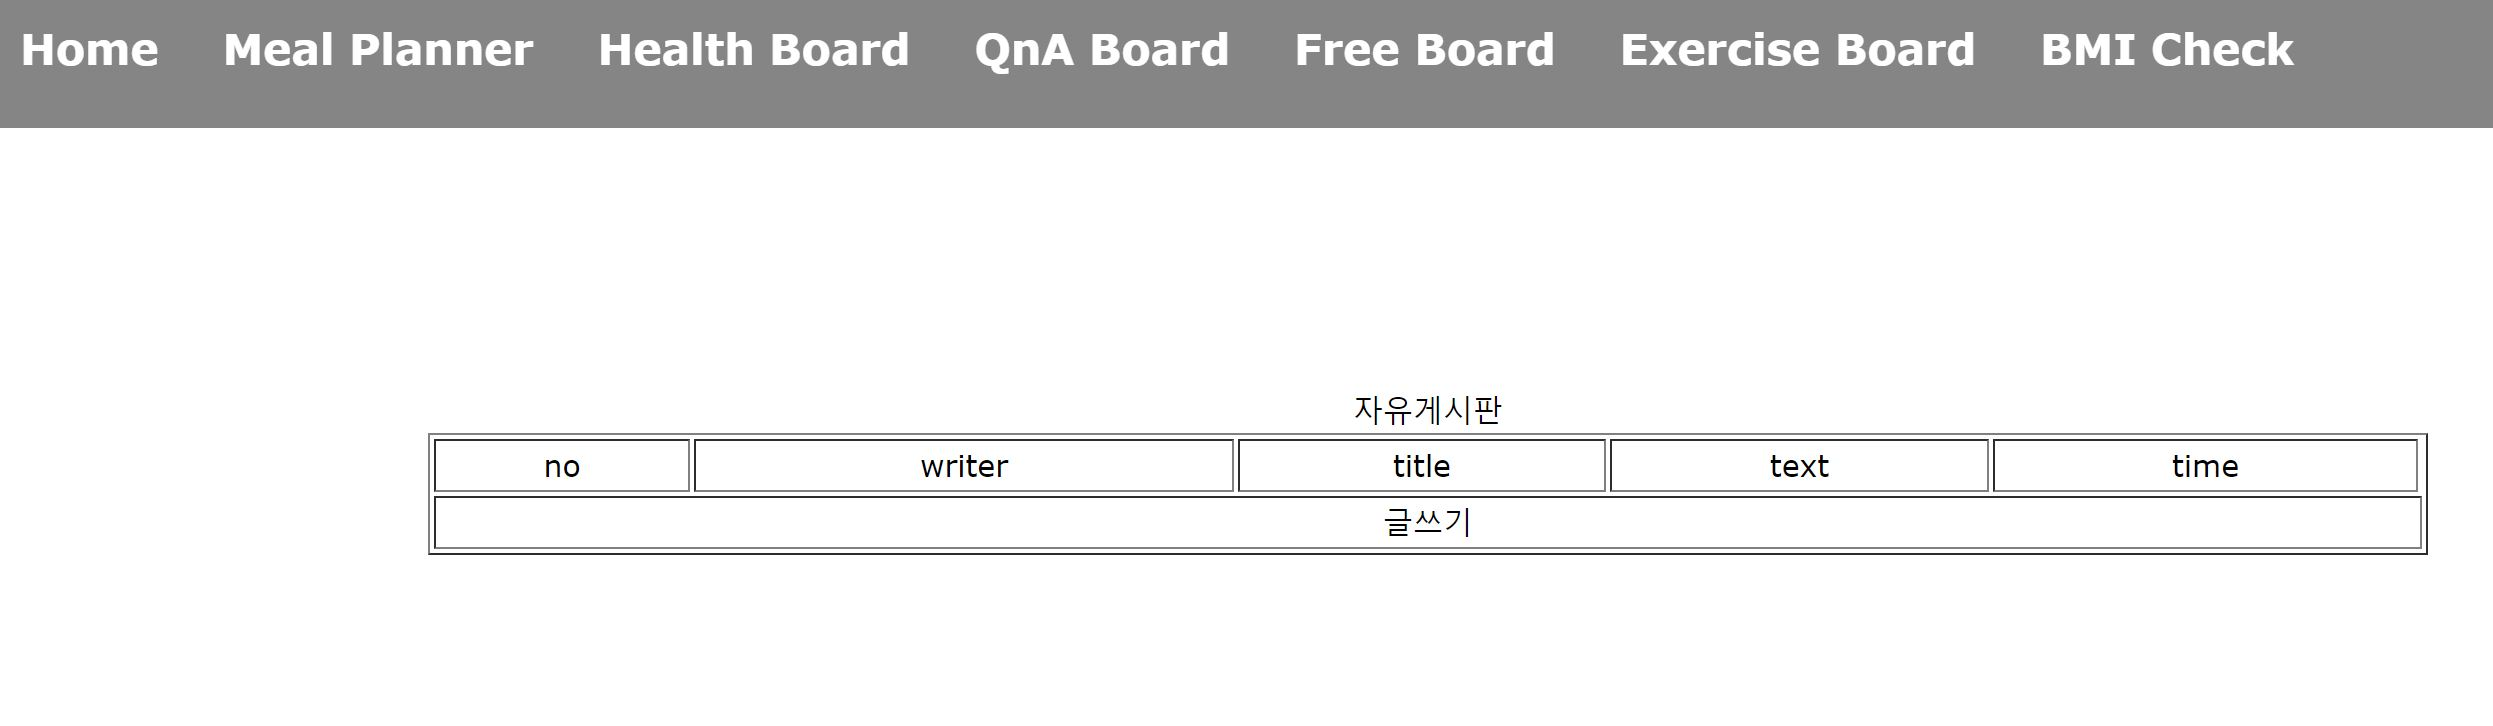 Home Meal Planner Health Board QnA Board Free Board Exercise Board BMI Check
자유게시판
no writer title text time
글쓰기